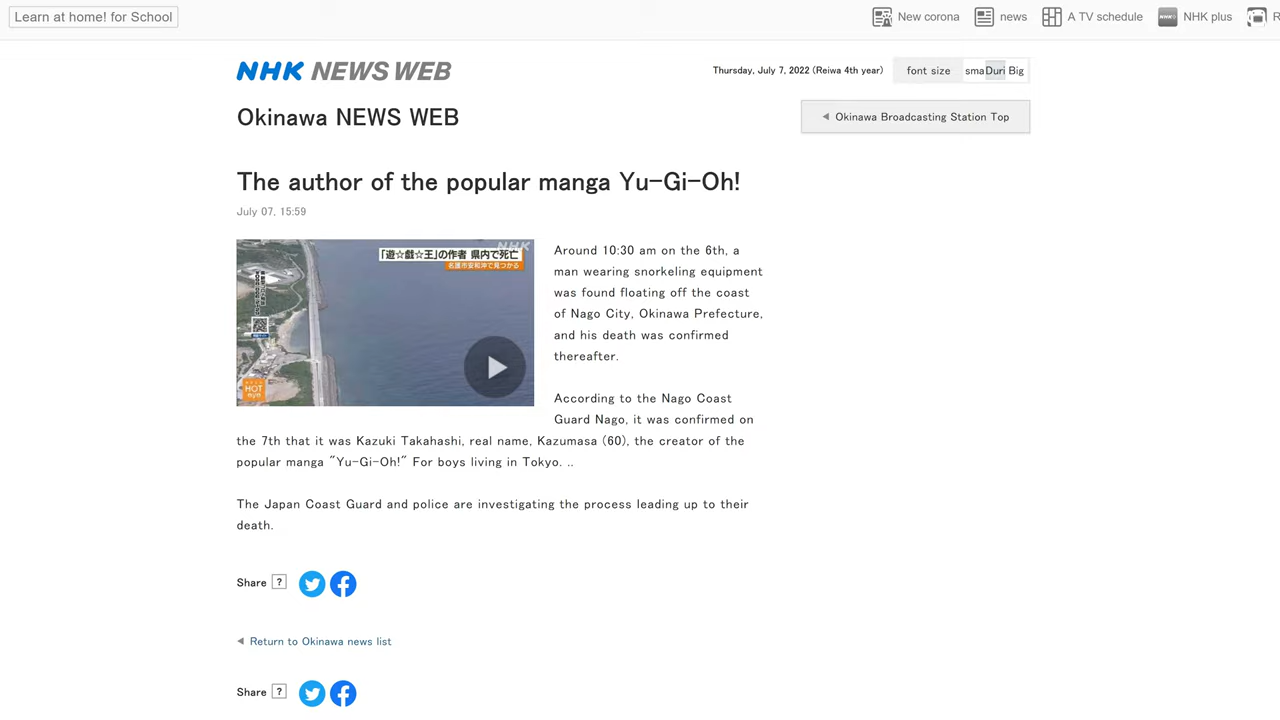 Learn at home! for School
New corona
news
A TV schedule
NHK plus
R
NHK NEWS WEB
Thursday, July 7, 2022 (Reiwa 4th year)
font size
sma Duri Big
Okinawa NEWS WEB
◀ Okinawa Broadcasting Station Top
The author of the popular manga Yu-Gi-Oh!
July 07, 15:59
NHK
「遊☆戯☆王」の作者 県内で死亡
名護市安和沖で見つかる
HOT
Around 10:30 am on the 6th, a
man wearing snorkeling equipment
was found floating off the coast
of Nago City, Okinawa Prefecture,
and his death was confirmed
thereafter.
According to the Nago Coast
Guard Nago, it was confirmed on
the 7th that it was Kazuki Takahashi, real name, Kazumasa (60), the creator of the
popular manga "Yu-Gi-Oh!" For boys living in Tokyo. ..
The Japan Coast Guard and police are investigating the process leading up to their
death.
Share ?
◀ Return to Okinawa news list
Share ?